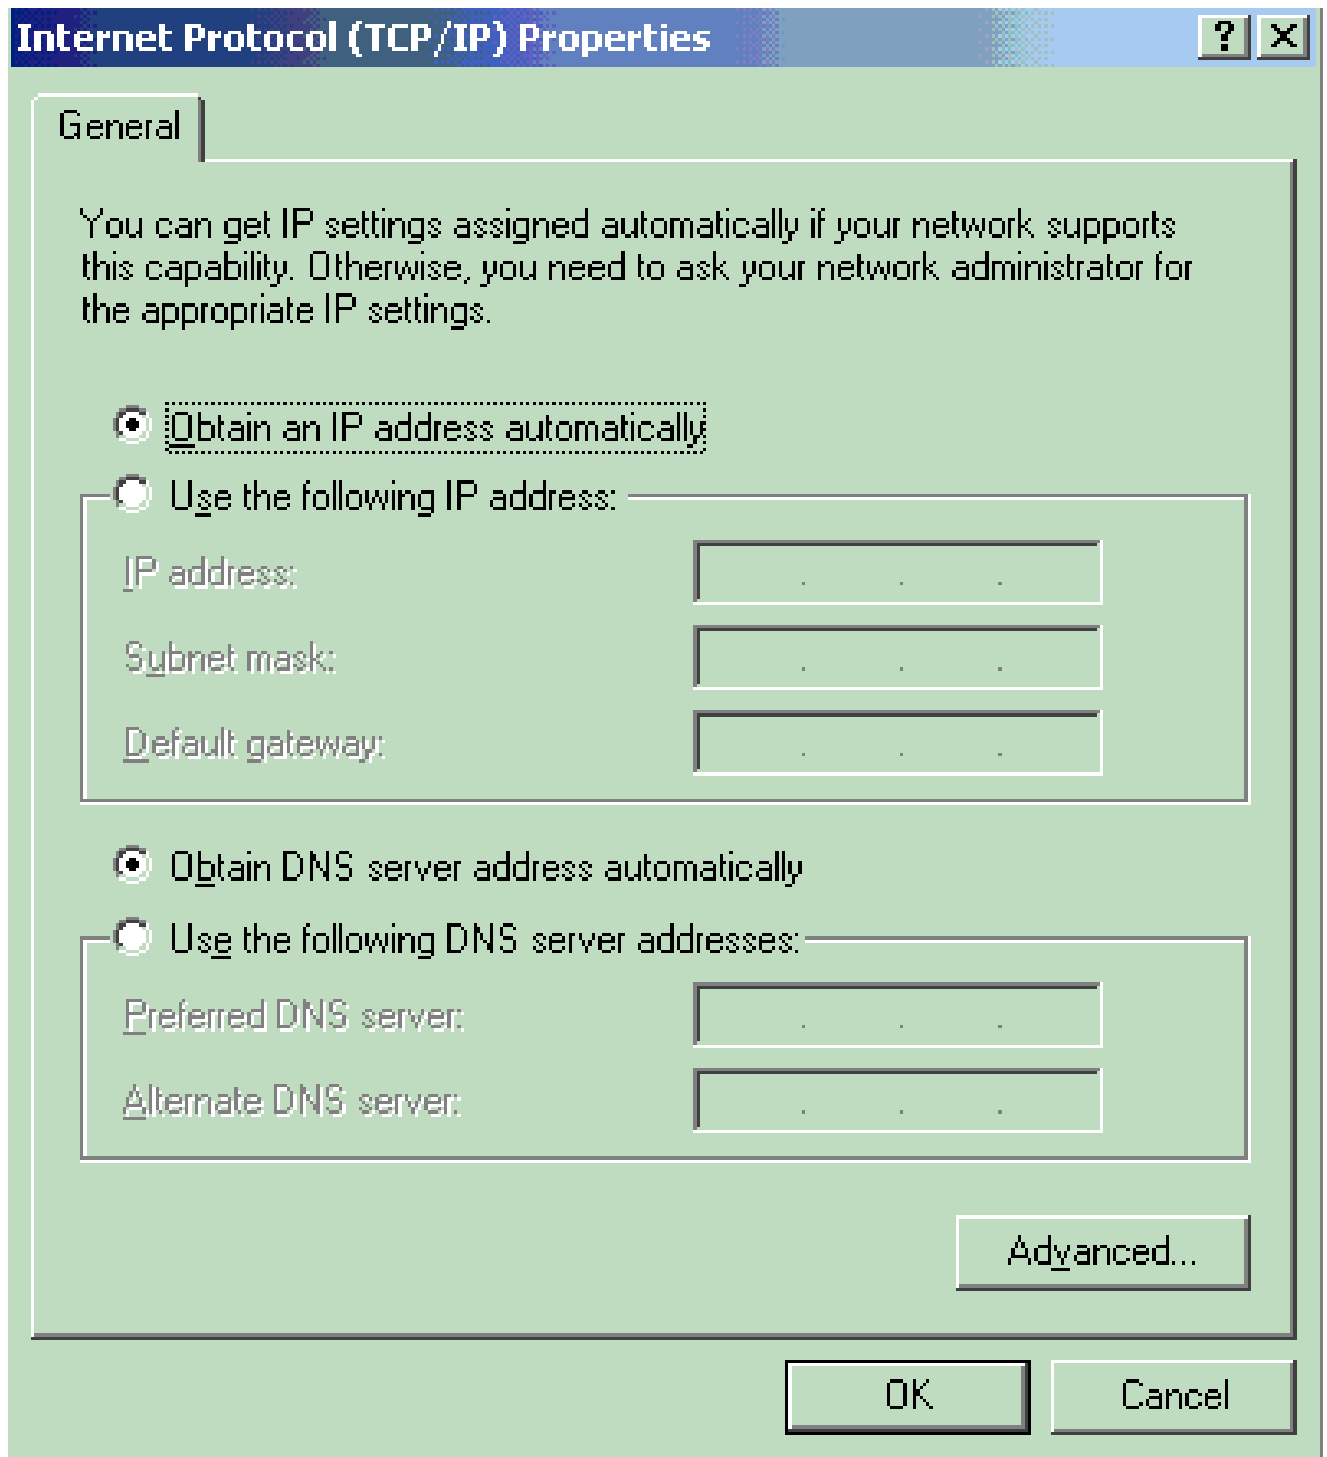 Internet Protocol (TCP/IP) Properties
General
You can get IP settings assigned automatically if your network supports
this capability. Otherwise, you need to ask your network administrator for
the appropriate IP settings.
Obtain an IP address automatically
Use the following IP address:
IP address:
Subnet mask:
Default gateway:
Obtain DNS server address automatically
Use the following DNS server addresses:
Preferred DNS server:
Alternate DNS server:
Advanced...
OK
Cancel